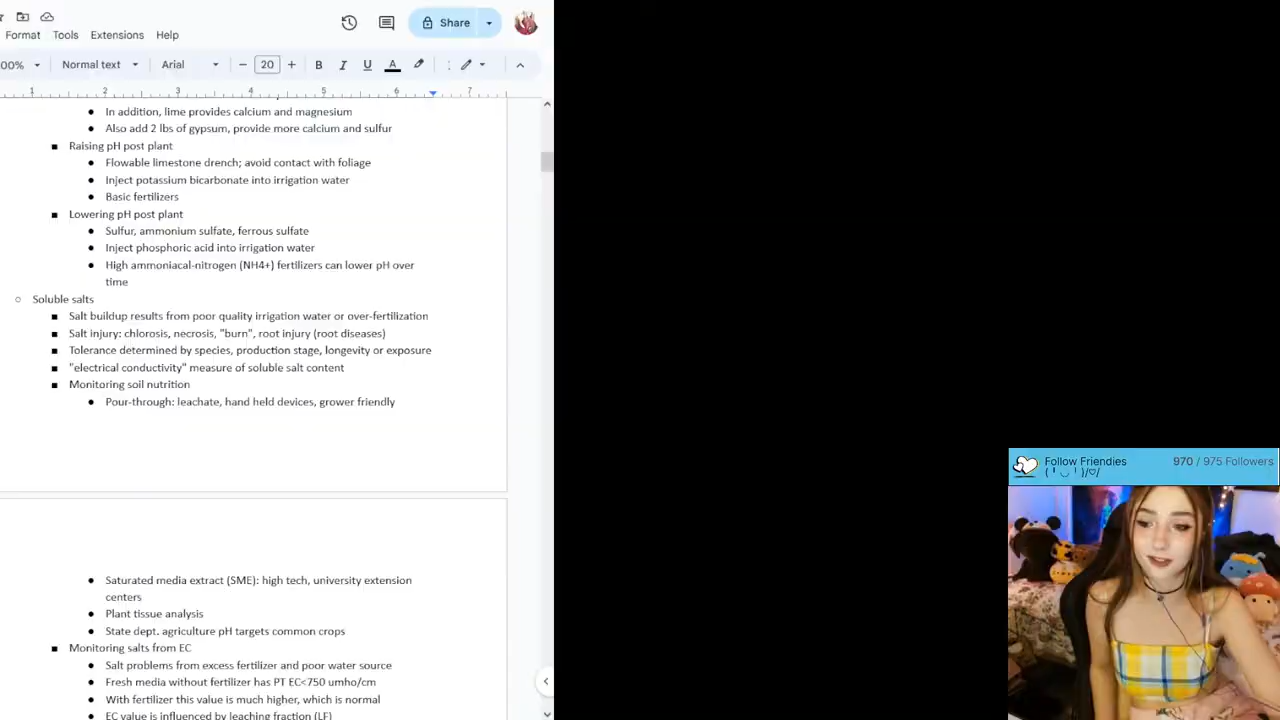 Share
Format Tools Extensions Help
00% Normal text Arial − 20 + B I U A
1 2 3 4 5 6 7
In addition, lime provides calcium and magnesium
Also add 2 lbs of gypsum, provide more calcium and sulfur
Raising pH post plant
Flowable limestone drench; avoid contact with foliage
Inject potassium bicarbonate into irrigation water
Basic fertilizers
Lowering pH post plant
Sulfur, ammonium sulfate, ferrous sulfate
Inject phosphoric acid into irrigation water
High ammoniacal-nitrogen (NH4+) fertilizers can lower pH over
time
Soluble salts
Salt buildup results from poor quality irrigation water or over-fertilization
Salt injury: chlorosis, necrosis, "burn", root injury (root diseases)
Tolerance determined by species, production stage, longevity or exposure
"electrical conductivity" measure of soluble salt content
Monitoring soil nutrition
Pour-through: leachate, hand held devices, grower friendly
Saturated media extract (SME): high tech, university extension
centers
Plant tissue analysis
State dept. agriculture pH targets common crops
Monitoring salts from EC
Salt problems from excess fertilizer and poor water source
Fresh media without fertilizer has PT EC<750 umho/cm
With fertilizer this value is much higher, which is normal
EC value is influenced by leaching fraction (LF)
Follow Friendies 970 / 975 Followers